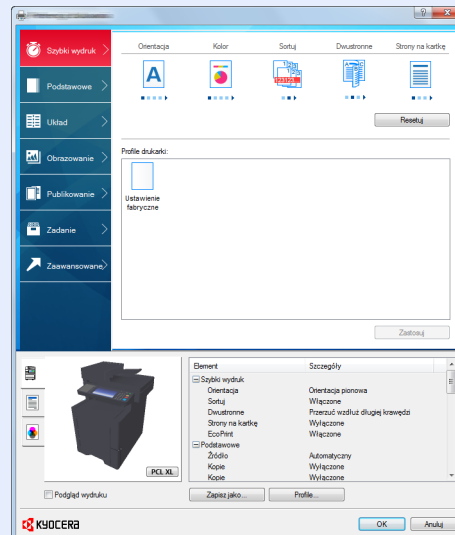 Szybki wydruk
Podstawowe
Układ
Obrazowanie
Publikowanie
Zadanie
Zaawansowane
Orientacja Kolor Sortuj Dwustronne Strony na kartkę
A
123123
A B C
Resetuj
Profile drukarki:
Ustawienie
fabryczne
Zastosuj
Element Szczegóły
Szybki wydruk
Orientacja Orientacja pionowa
Sortuj Włączone
Dwustronne Przerzuć wzdłuż długiej krawędzi
Strony na kartkę Wyłączone
EcoPrint Wyłączone
Podstawowe
Źródło Automatyczny
Kopie Wyłączone
Kopie Wyłączone
PCL XL
Podgląd wydruku
Zapisz jako... Profile...
KYOCERA
OK Anuluj